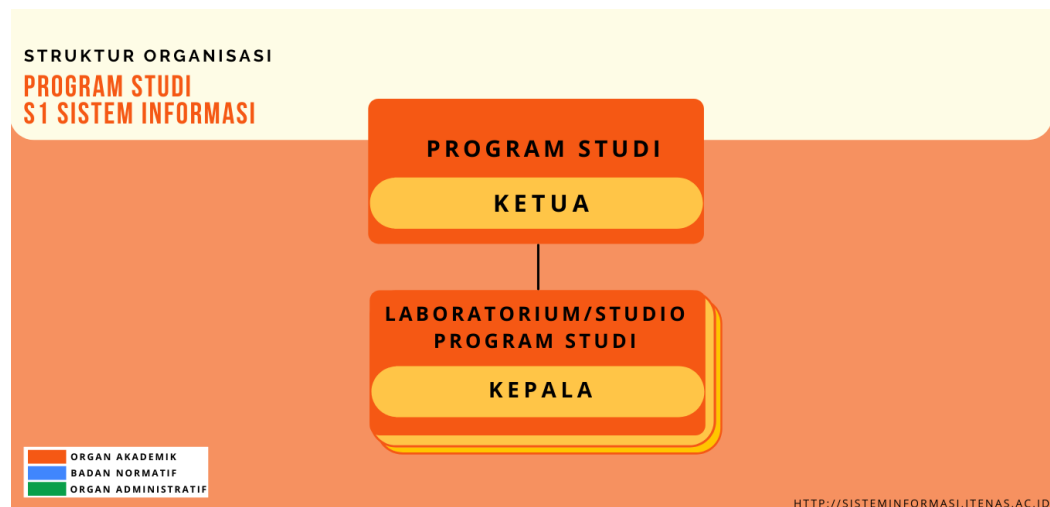 STRUKTUR ORGANISASI
PROGRAM STUDI
S1 SISTEM INFORMASI
PROGRAM STUDI
KETUA
LABORATORIUM/STUDIO
PROGRAM STUDI
KEPALA
ORGAN AKADEMIK
BADAN NORMATIF
ORGAN ADMINISTRATIF
HTTP://SISTEMINFORMASI.ITENAS.AC.ID